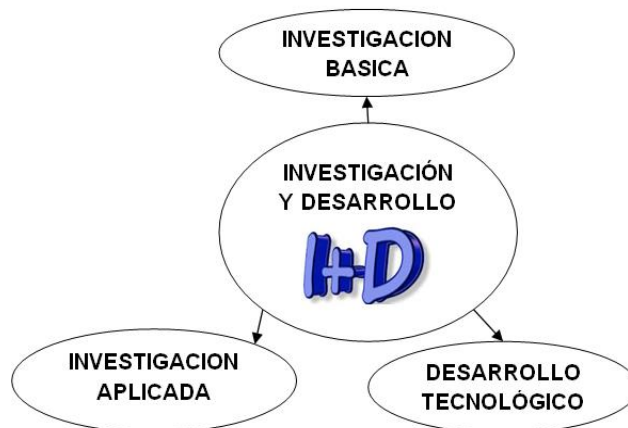 INVESTIGACION
BASICA
INVESTIGACIÓN
Y DESARROLLO
I+D
INVESTIGACION
APLICADA
DESARROLLO
TECNOLÓGICO